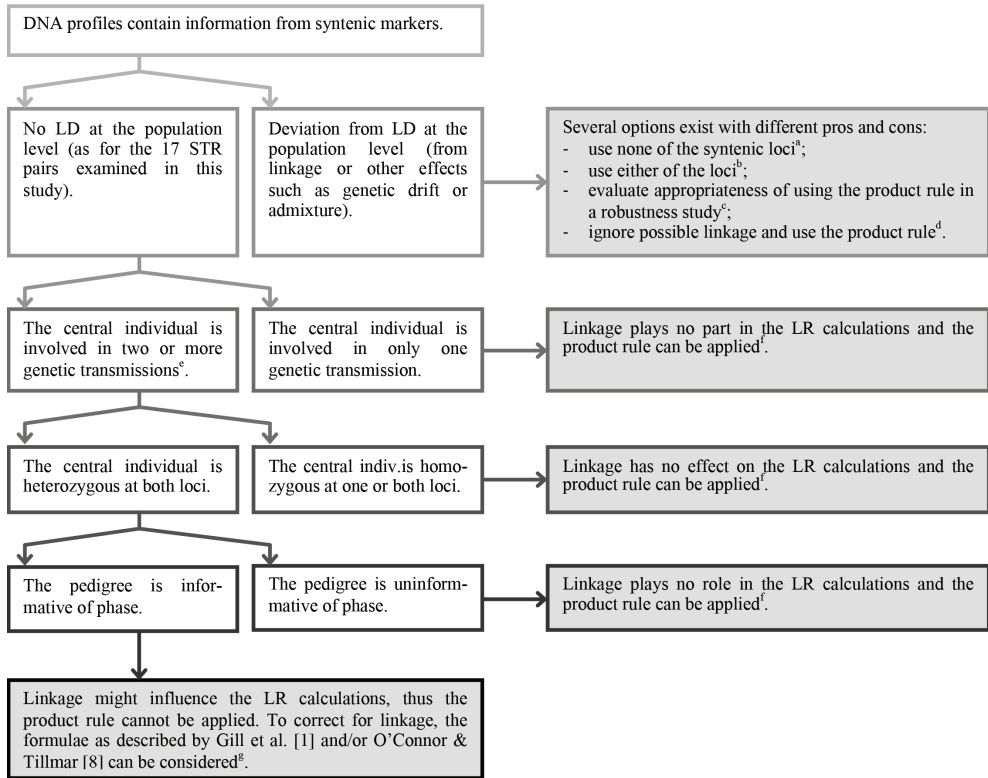 DNA profiles contain information from syntenic markers.
No LD at the population
level (as for the 17 STR
pairs examined in this
study).
Deviation from LD at the
population level (from
linkage or other effects
such as genetic drift or
admixture).
Several options exist with different pros and cons:
- use none of the syntenic lociᵃ;
- use either of the lociᵇ;
- evaluate appropriateness of using the product rule in
a robustness studyᶜ;
- ignore possible linkage and use the product ruleᵈ.
The central individual is
involved in two or more
genetic transmissionsᵉ.
The central individual is
involved in only one
genetic transmission.
Linkage plays no part in the LR calculations and the
product rule can be appliedᶠ.
The central individual is
heterozygous at both loci.
The central indiv.is homo-
zygous at one or both loci.
Linkage has no effect on the LR calculations and the
product rule can be appliedᶠ.
The pedigree is infor-
mative of phase.
The pedigree is uninform-
mative of phase.
Linkage plays no role in the LR calculations and the
product rule can be appliedᶠ.
Linkage might influence the LR calculations, thus the
product rule cannot be applied. To correct for linkage, the
formulae as described by Gill et al. [1] and/or O’Connor &
Tillmar [8] can be consideredᵍ.